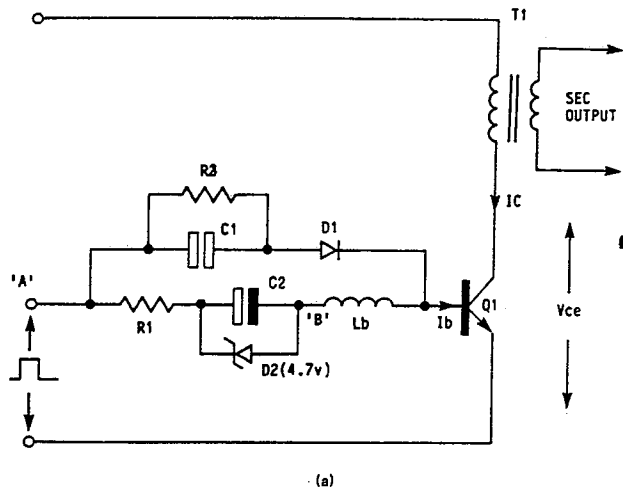 T1
SEC
OUTPUT
R3
IC
C1
D1
C2
'A'
R1
'B'
Lb
Ib
Q1
Vce
D2(4.7v)
(a)